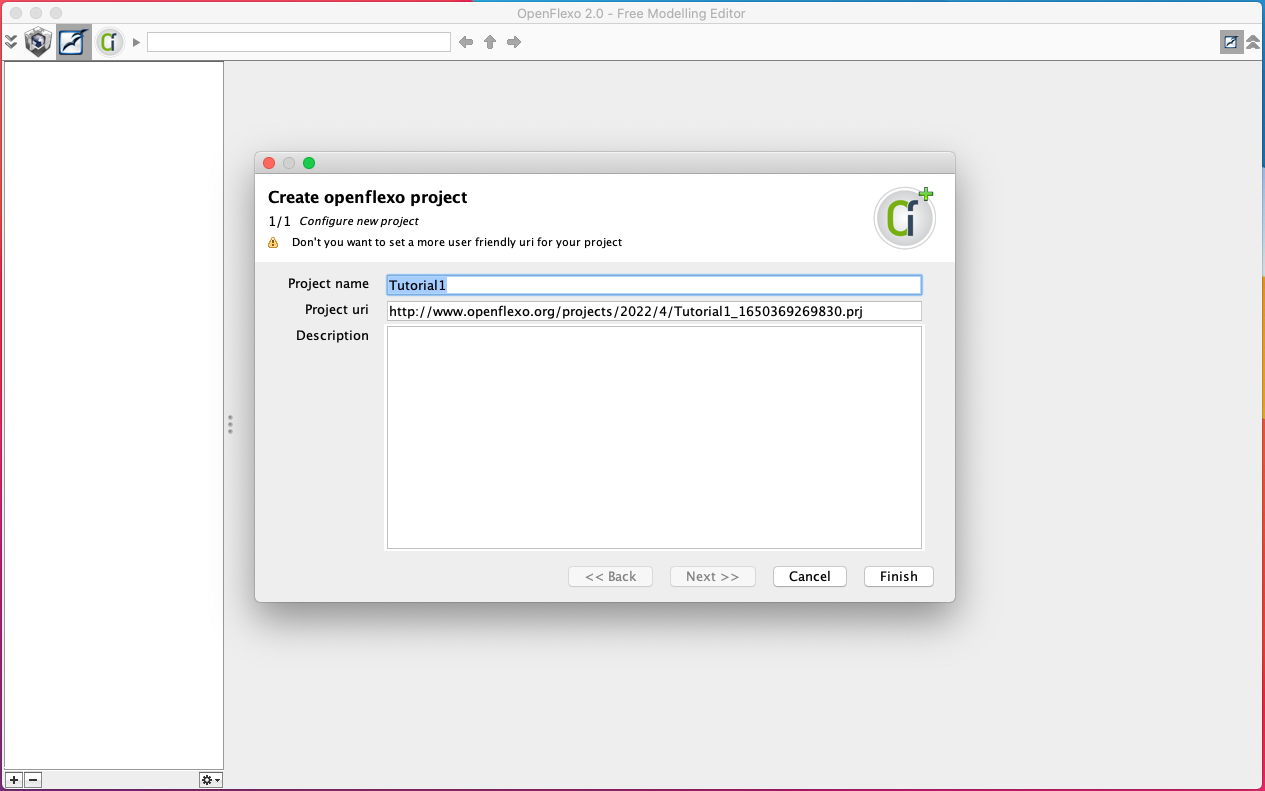 OpenFlexo 2.0 - Free Modelling Editor
Create openflexo project
1/1 Configure new project
Don't you want to set a more user friendly uri for your project
Project name Tutorial1
Project uri http://www.openflexo.org/projects/2022/4/Tutorial1_1650369269830.prj
Description
<< Back Next >> Cancel Finish